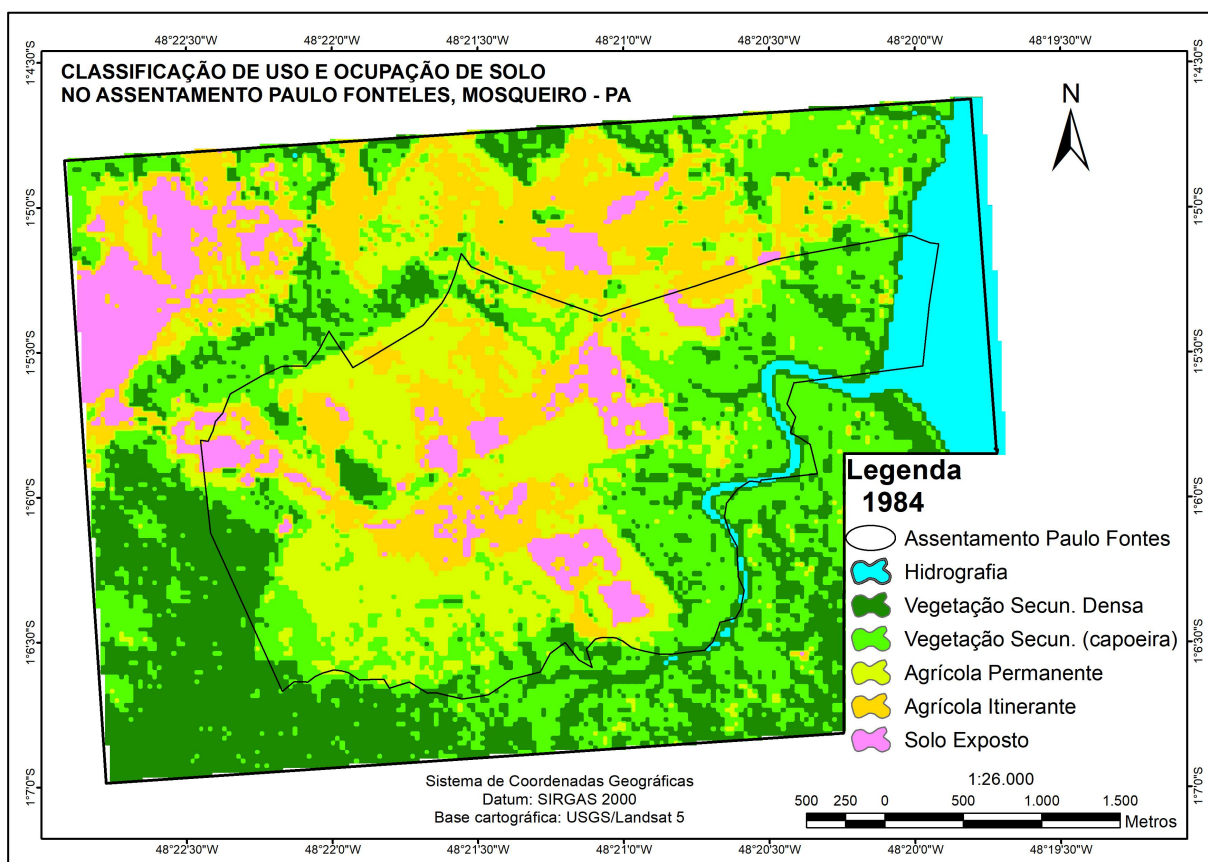 48°22'30"W 48°22'0"W 48°21'30"W 48°21'0"W 48°20'30"W 48°20'0"W 48°19'30"W
1°4'30"S 1°4'30"S
CLASSIFICAÇÃO DE USO E OCUPAÇÃO DE SOLO
NO ASSENTAMENTO PAULO FONTELES, MOSQUEIRO - PA
N
1°5'0"S 1°5'0"S
1°5'30"S 1°5'30"S
1°6'0"S 1°6'0"S
1°6'30"S 1°6'30"S
1°7'0"S 1°7'0"S
Legenda
1984
Assentamento Paulo Fontes
Hidrografia
Vegetação Secun. Densa
Vegetação Secun. (capoeira)
Agrícola Permanente
Agrícola Itinerante
Solo Exposto
Sistema de Coordenadas Geográficas
Datum: SIRGAS 2000
Base cartográfica: USGS/Landsat 5
1:26.000
500 250 0 500 1.000 1.500
Metros
48°22'30"W 48°22'0"W 48°21'30"W 48°21'0"W 48°20'30"W 48°20'0"W 48°19'30"W